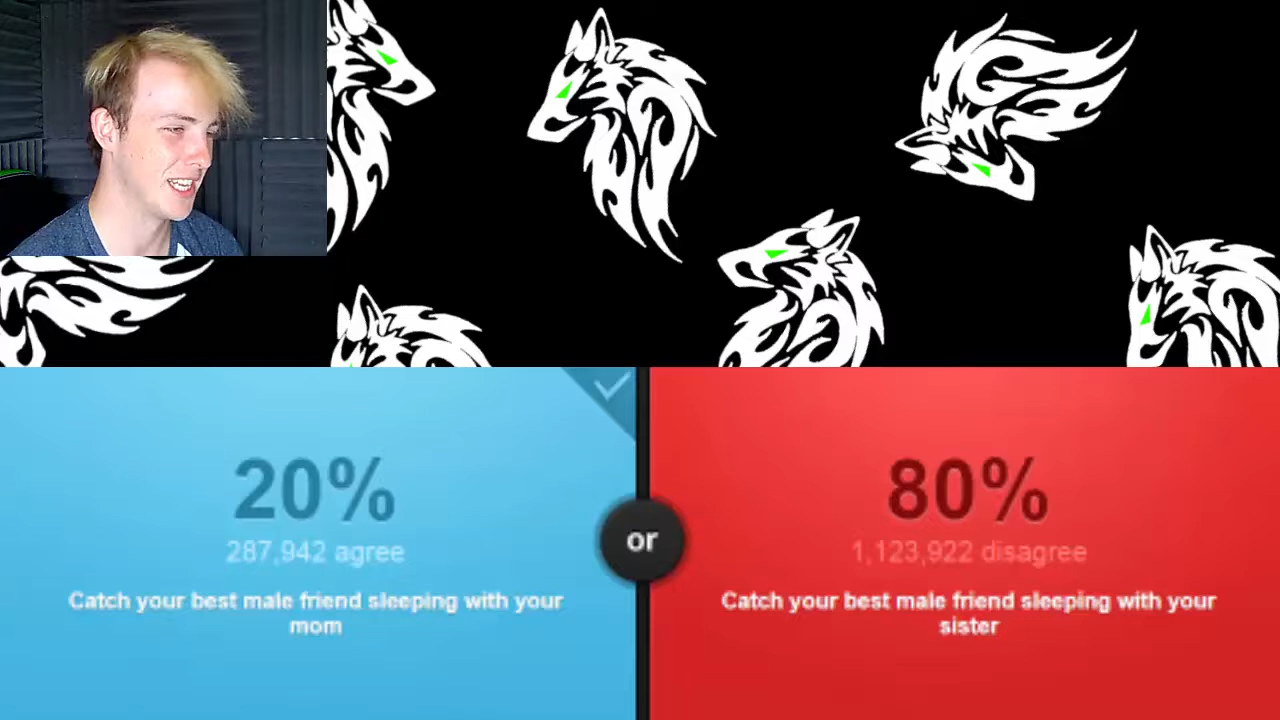 20%
287,942 agree
Catch your best male friend sleeping with your
mom
or
80%
1,123,922 disagree
Catch your best male friend sleeping with your
sister